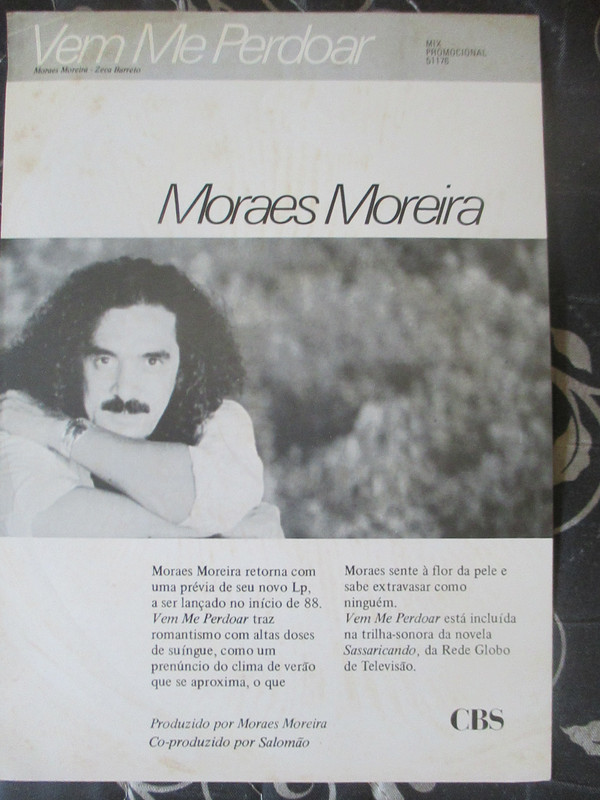 Vem Me Perdoar
Moraes Moreira - Zeca Barreto
MIX
PROMOCIONAL
51176
Moraes Moreira
Moraes Moreira retorna com
uma prévia de seu novo Lp,
a ser lançado no início de 88.
Vem Me Perdoar traz
romantismo com altas doses
de suíngue, como um
prenúncio do clima de verão
que se aproxima, o que
Moraes sente à flor da pele e
sabe extravasar como
ninguém.
Vem Me Perdoar está incluída
na trilha-sonora da novela
Sassaricando, da Rede Globo
de Televisão.
Produzido por Moraes Moreira
Co-produzido por Salomão
CBS